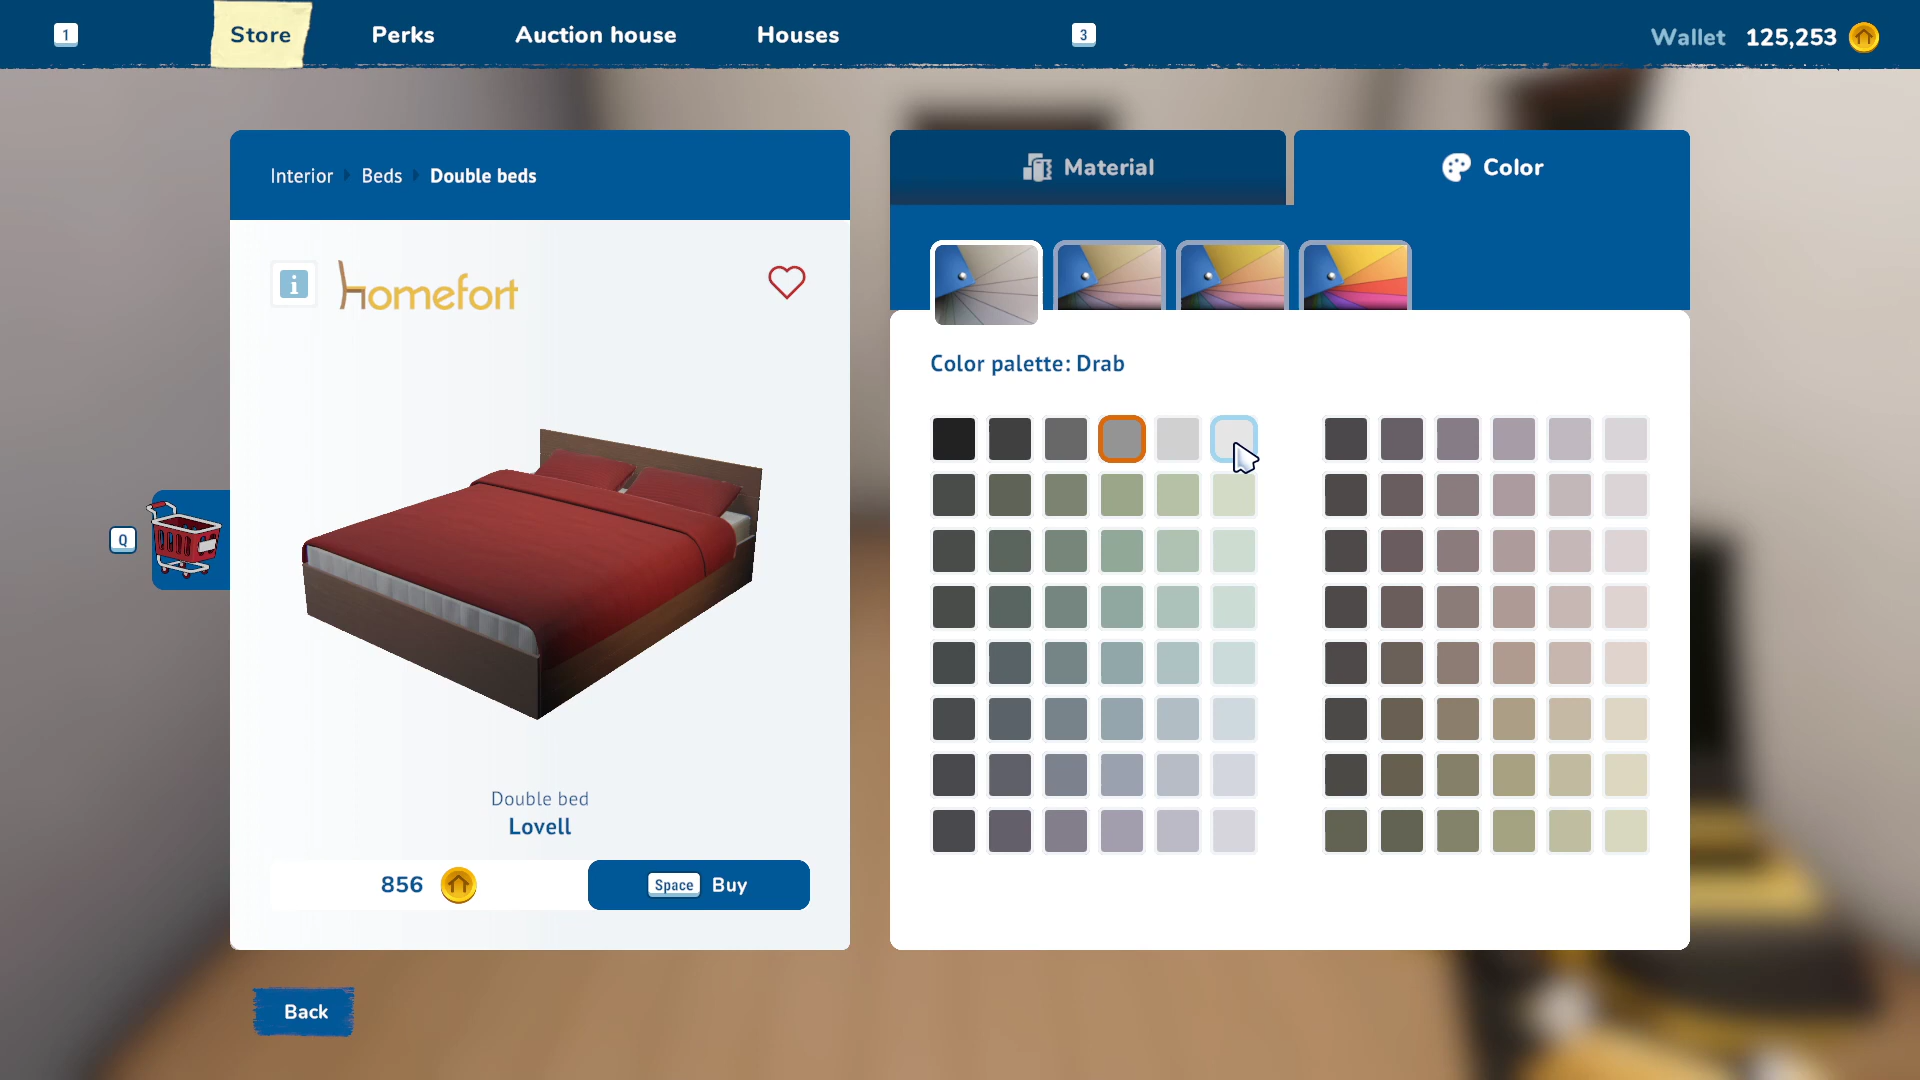 1
Store
Perks
Auction house
Houses
3
Wallet 125,253
Interior Beds Double beds
Material
Color
i
homefort
Color palette: Drab
Q
Double bed
Lovell
856
Space Buy
Back